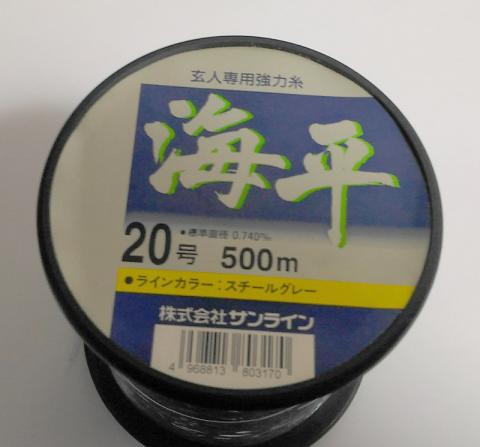 玄人専用強力糸
海平
●標準直径 0.740㎜
20号 500m
●ラインカラー：スチールグレー
株式会社サンライン
4 968813 803170